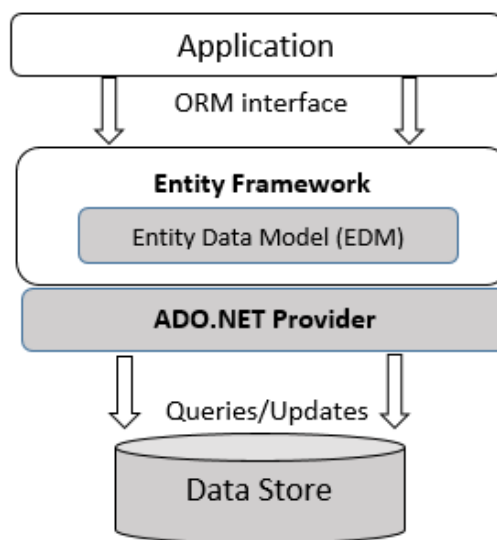 Application
ORM interface
Entity Framework
Entity Data Model (EDM)
ADO.NET Provider
Queries/Updates
Data Store